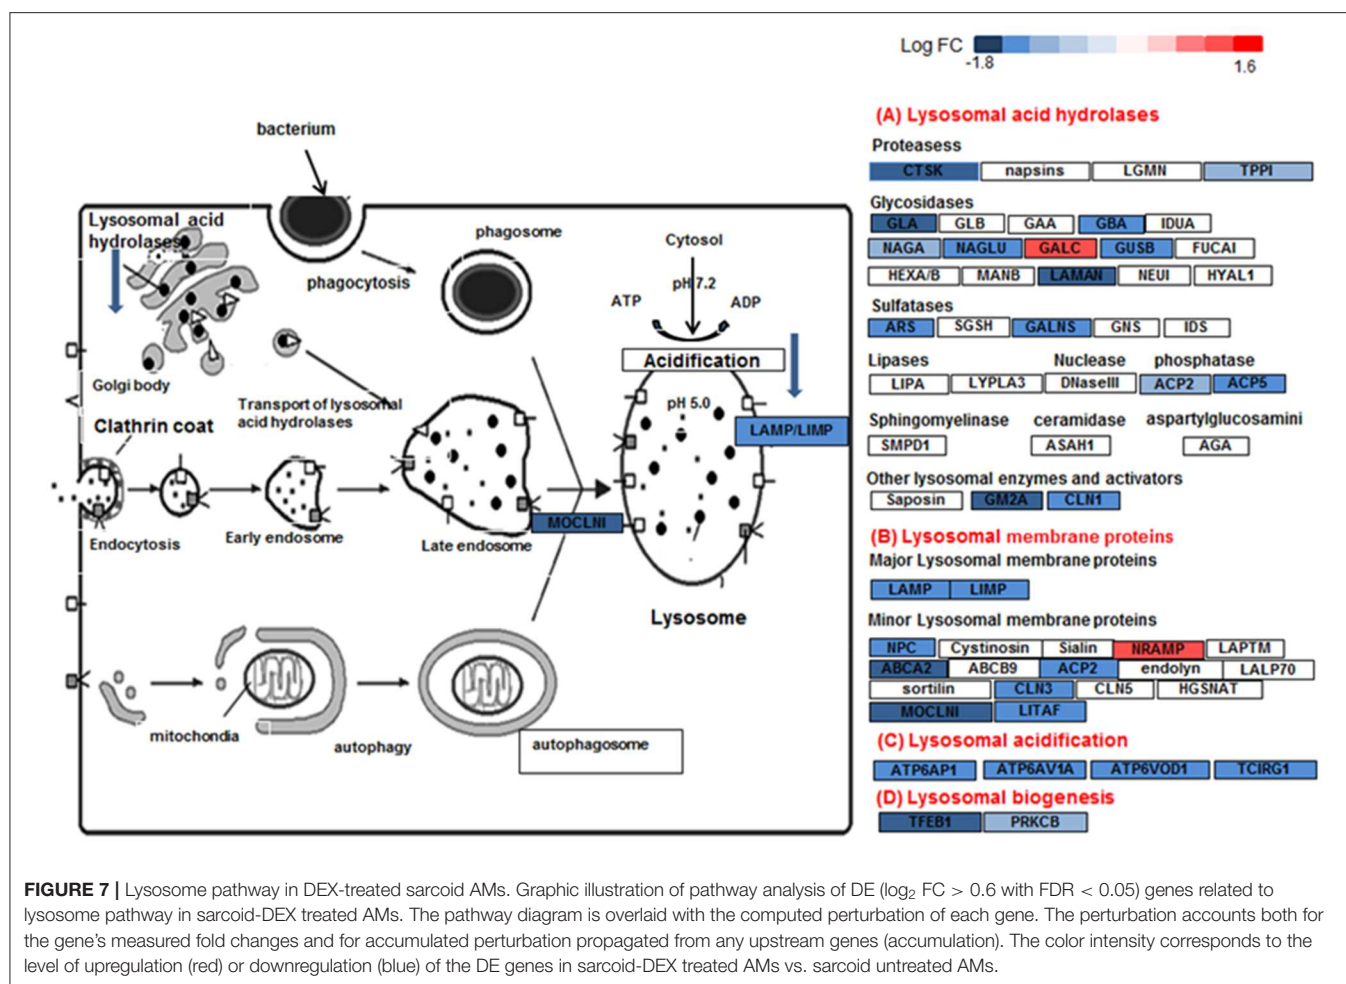 Log FC
-1.8
1.6
bacterium
Lysosomal acid
hydrolases
phagocytosis
phagosome
Cytosol
pH 7.2
ATP
ADP
Acidification
pH 5.0
LAMP/LIMP
Golgi body
Transport of lysosomal
acid hydrolases
Clathrin coat
Endocytosis
Early endosome
Late endosome
MOCLNI
Lysosome
mitochondia
autophagy
autophagosome
(A) Lysosomal acid hydrolases
Proteasess
CTSK napsins LGMN TPPI
Glycosidases
GLA GLB GAA GBA IDUA
NAGA NAGLU GALC GUSB FUCAI
HEXA/B MANB LAMAN NEUI HYAL1
Sulfatases
ARS SGSH GALNS GNS IDS
Lipases Nuclease phosphatase
LIPA LYPLA3 DNaseIII ACP2 ACP5
Sphingomyelinase ceramidase aspartylglucosamini
SMPD1 ASAH1 AGA
Other lysosomal enzymes and activators
Saposin GM2A CLN1
(B) Lysosomal membrane proteins
Major Lysosomal membrane proteins
LAMP LIMP
Minor Lysosomal membrane proteins
NPC Cystinosin Sialin NRAMP LAPTM
ABCA2 ABCB9 ACP2 endolyn LALP70
sortilin CLN3 CLN5 HGSNAT
MOCLNI LITAF
(C) Lysosomal acidification
ATP6AP1 ATP6AV1A ATP6VOD1 TCIRG1
(D) Lysosomal biogenesis
TFEB1 PRKCB
FIGURE 7 | Lysosome pathway in DEX-treated sarcoid AMs. Graphic illustration of pathway analysis of DE (log₂ FC > 0.6 with FDR < 0.05) genes related to
lysosome pathway in sarcoid-DEX treated AMs. The pathway diagram is overlaid with the computed perturbation of each gene. The perturbation accounts both for
the gene's measured fold changes and for accumulated perturbation propagated from any upstream genes (accumulation). The color intensity corresponds to the
level of upregulation (red) or downregulation (blue) of the DE genes in sarcoid-DEX treated AMs vs. sarcoid untreated AMs.